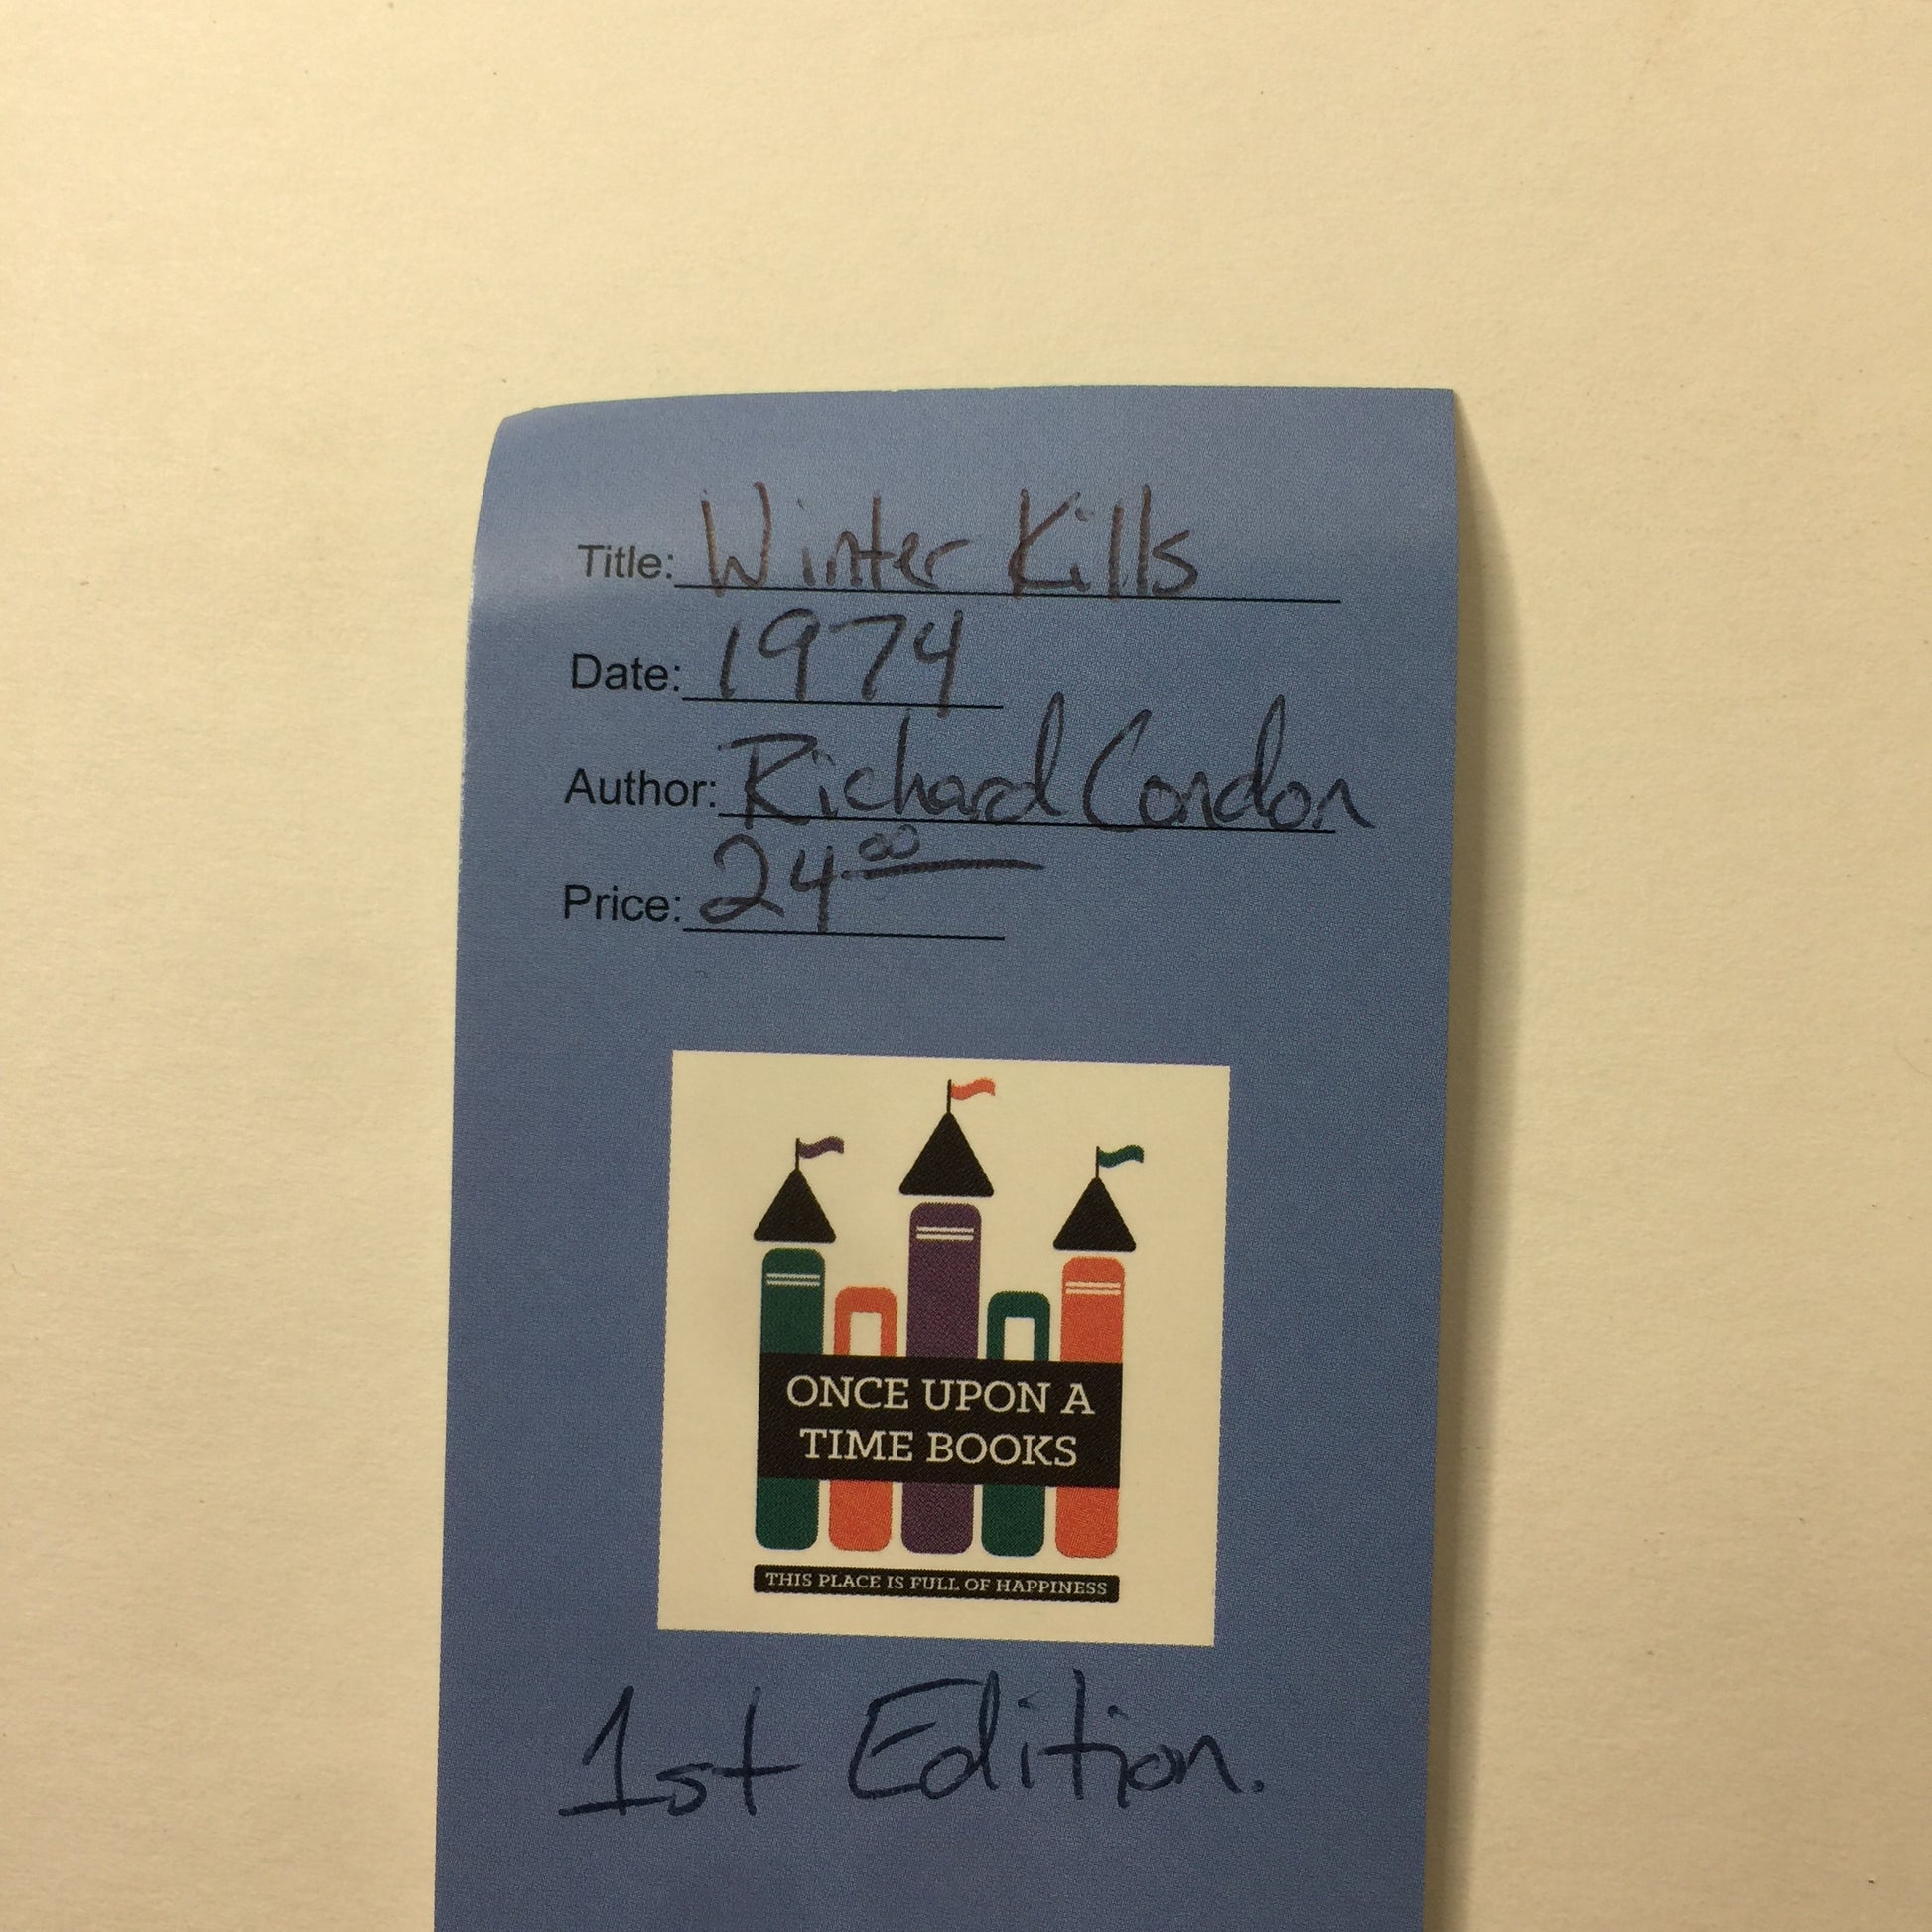 Title: Winter Kills
Date: 1974
Author: Richard Condon
Price: 24.00
ONCE UPON A
TIME BOOKS
THIS PLACE IS FULL OF HAPPINESS
1st Edition.